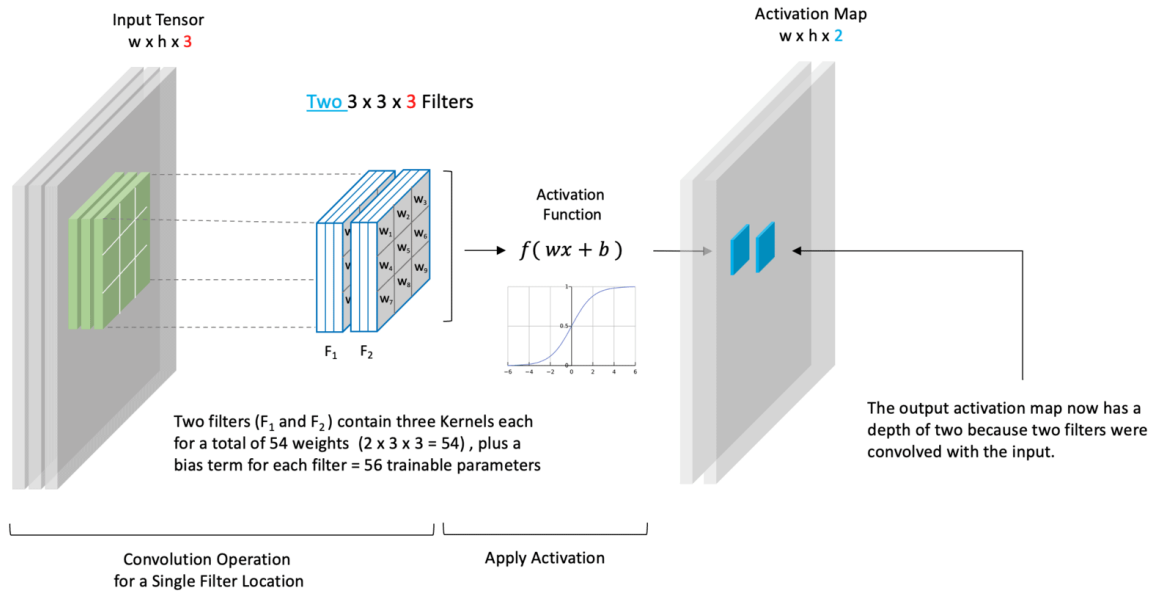 Input Tensor
w x h x 3
Activation Map
w x h x 2
Two 3 x 3 x 3 Filters
W W W
W₁ W₂ W₃
W₄ W₅ W₆
W₇ W₈ W₉
F₁ F₂
Activation
Function
f( wx + b )
1
0.5
0
-6 -4 -2 0 2 4 6
Two filters (F₁ and F₂) contain three Kernels each
for a total of 54 weights (2 x 3 x 3 = 54) , plus a
bias term for each filter = 56 trainable parameters
The output activation map now has a
depth of two because two filters were
convolved with the input.
Convolution Operation
for a Single Filter Location
Apply Activation